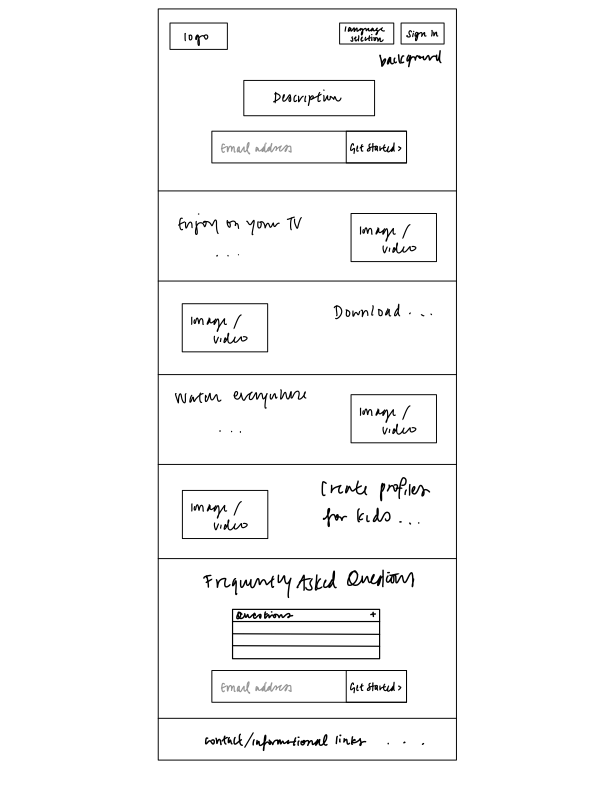 logo
language
selection
Sign In
background
Description
Email address
Get Started >
Enjoy on your TV
...
Image /
video
Image /
video
Download ...
Watch everywhere
...
Image /
video
Image /
video
Create profiles
for kids ...
Frequently Asked Questions
Questions +
Email address
Get Started >
contact/informational links ...